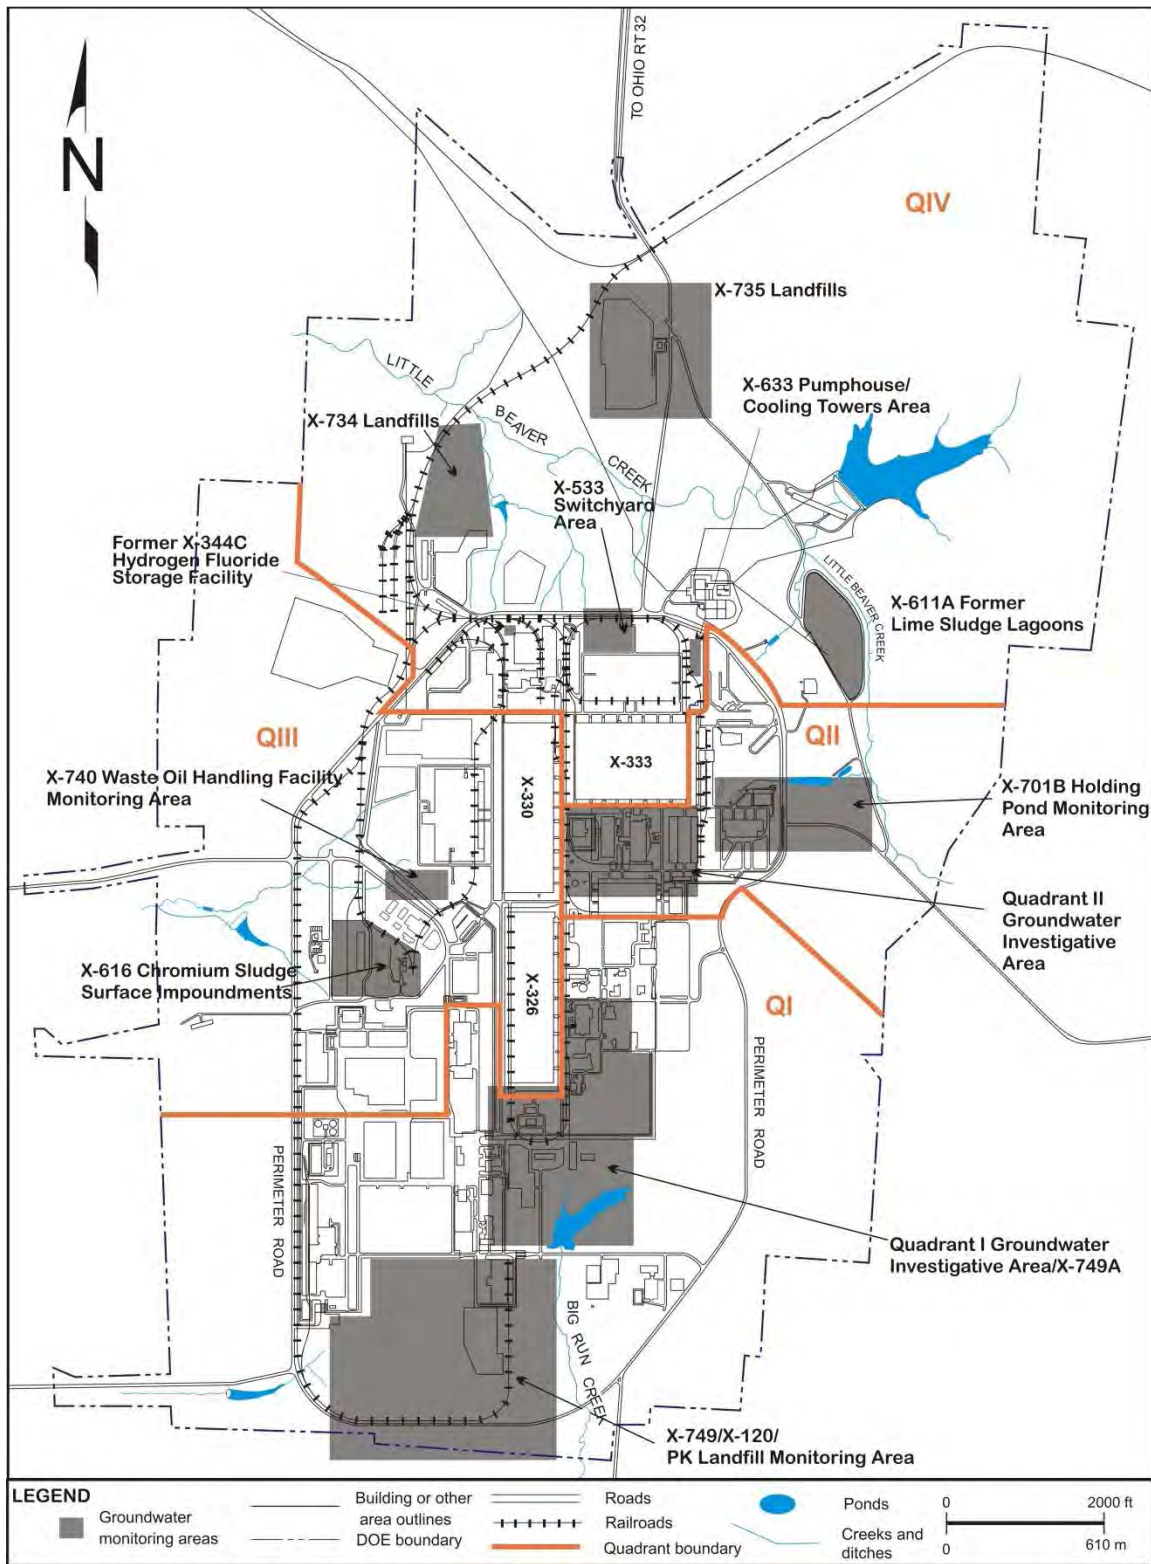 TO OHIO RT 32
N
QIV
X-735 Landfills
LITTLE
BEAVER
CREEK
X-633 Pumphouse/
Cooling Towers Area
X-734 Landfills
X-533
Switchyard
Area
Former X-344C
Hydrogen Fluoride
Storage Facility
LITTLE BEAVER CREEK
X-611A Former
Lime Sludge Lagoons
QIII
QII
X-740 Waste Oil Handling Facility
Monitoring Area
X-330
X-333
X-701B Holding
Pond Monitoring
Area
Quadrant II
Groundwater
Investigative
Area
X-616 Chromium Sludge
Surface Impoundments
X-326
QI
PERIMETER ROAD
PERIMETER ROAD
Quadrant I Groundwater
Investigative Area/X-749A
BIG RUN CREEK
X-749/X-120/
PK Landfill Monitoring Area
LEGEND
Groundwater
monitoring areas
Building or other
area outlines
DOE boundary
Roads
Railroads
Quadrant boundary
Ponds
Creeks and
ditches
0 2000 ft
0 610 m